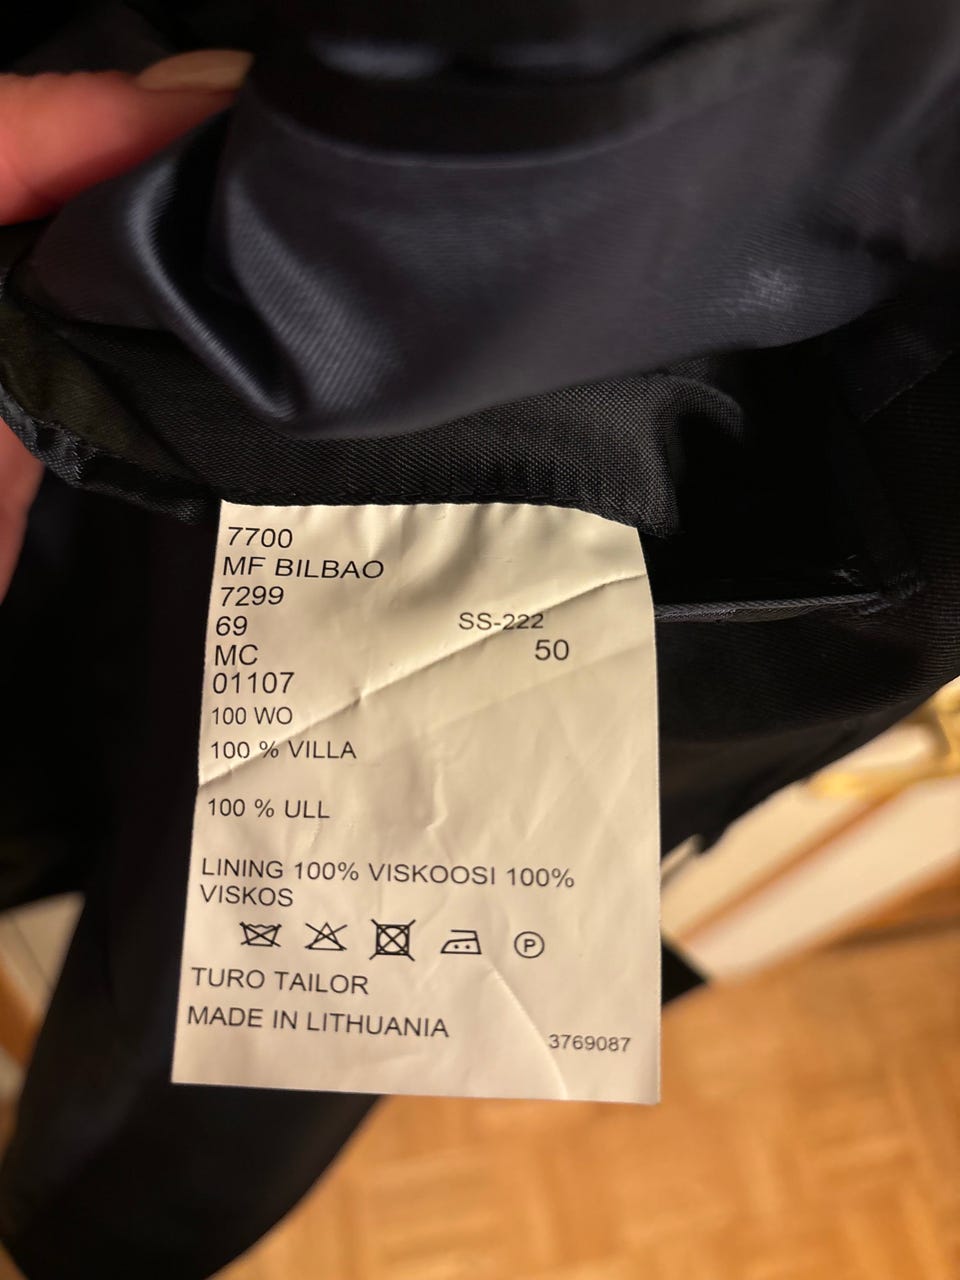 7700
MF BILBAO
7299
69 SS-222
MC 50
01107
100 WO
100 % VILLA
100 % ULL
LINING 100% VISKOOSI 100%
VISKOS
P
TURO TAILOR
MADE IN LITHUANIA
3769087